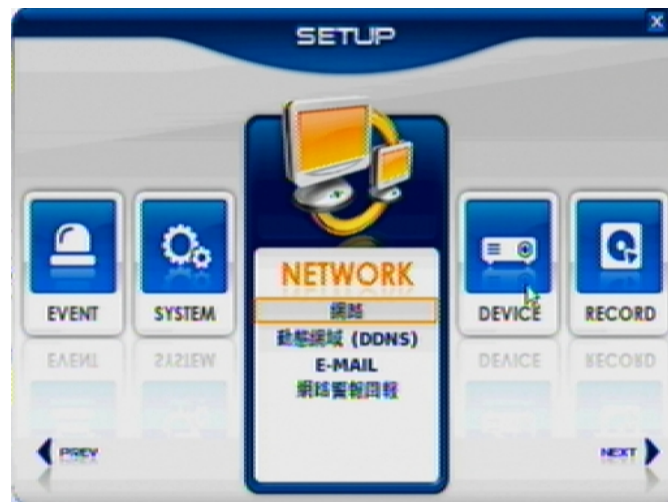 SETUP
EVENT
SYSTEM
NETWORK
網路
動態網域 (DDNS)
E-MAIL
網路警報回報
DEVICE
RECORD
PREV
NEXT